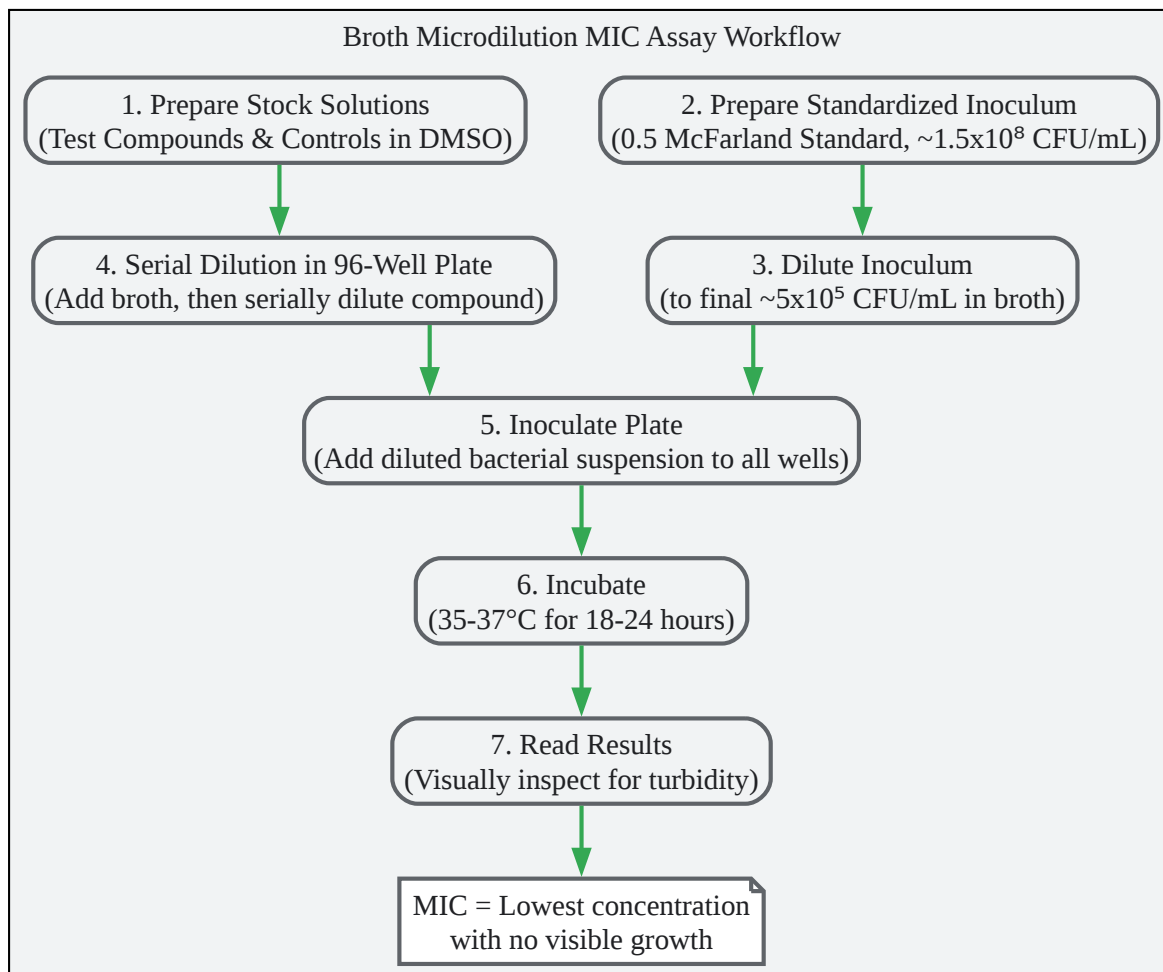 Broth Microdilution MIC Assay Workflow
1. Prepare Stock Solutions
(Test Compounds & Controls in DMSO)
2. Prepare Standardized Inoculum
(0.5 McFarland Standard, ~1.5x10⁸ CFU/mL)
4. Serial Dilution in 96-Well Plate
(Add broth, then serially dilute compound)
3. Dilute Inoculum
(to final ~5x10⁵ CFU/mL in broth)
5. Inoculate Plate
(Add diluted bacterial suspension to all wells)
6. Incubate
(35-37°C for 18-24 hours)
7. Read Results
(Visually inspect for turbidity)
MIC = Lowest concentration
with no visible growth